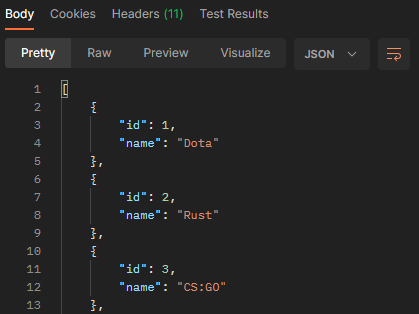 Body Cookies Headers (11) Test Results
Pretty Raw Preview Visualize JSON
1 [
2 {
3 "id": 1,
4 "name": "Dota"
5 },
6 {
7 "id": 2,
8 "name": "Rust"
9 },
10 {
11 "id": 3,
12 "name": "CS:GO"
13 },